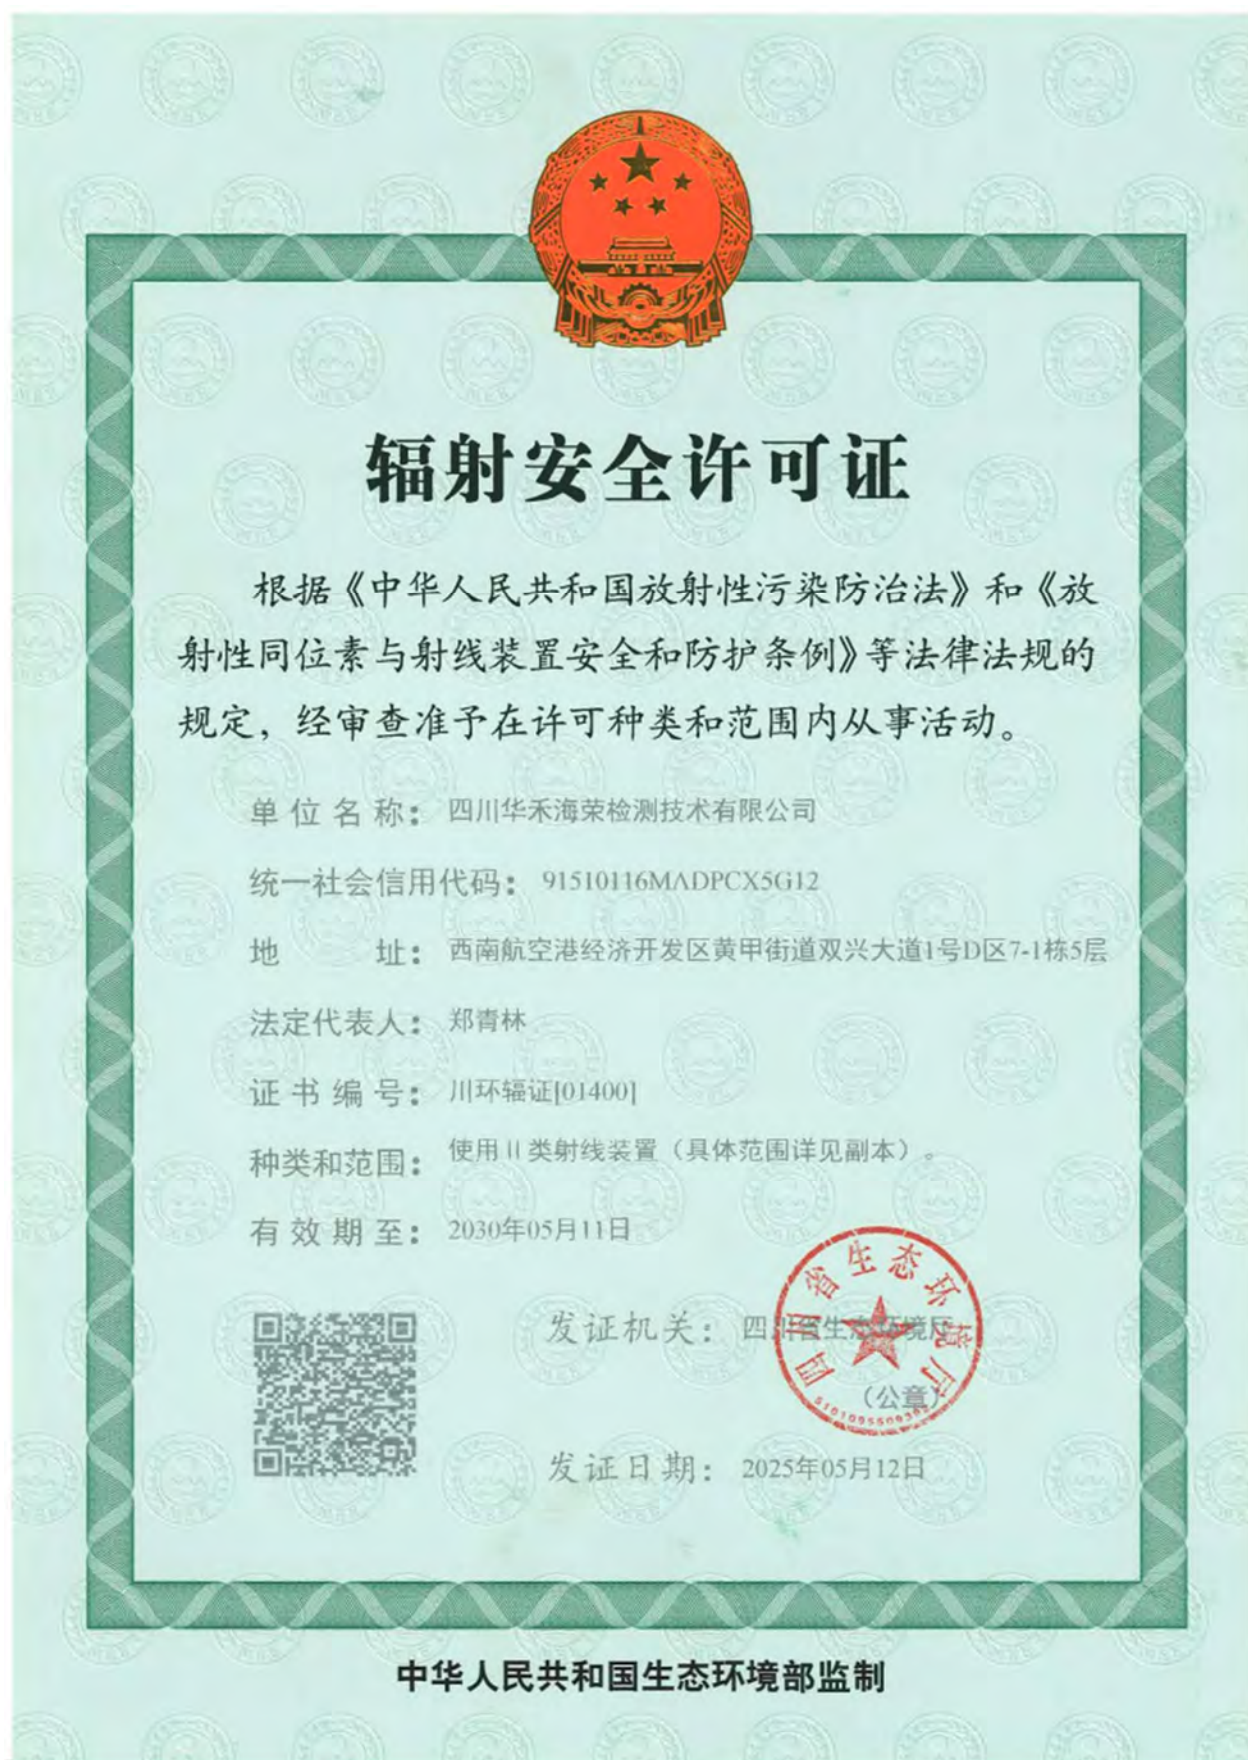 辐射安全许可证
根据《中华人民共和国放射性污染防治法》和《放
射性同位素与射线装置安全和防护条例》等法律法规的
规定，经审查准予在许可种类和范围内从事活动。
单位名称：四川华禾海荣检测技术有限公司
统一社会信用代码：91510116MADPCX5G12
地址：西南航空港经济开发区黄甲街道双兴大道1号D区7-1栋5层
法定代表人：郑青林
证书编号：川环辐证[01400]
种类和范围：使用Ⅱ类射线装置（具体范围详见副本）。
有效期至：2030年05月11日
发证机关：四川省生态环境厅
四川省生态环境厅
（公章）
发证日期：2025年05月12日
中华人民共和国生态环境部监制